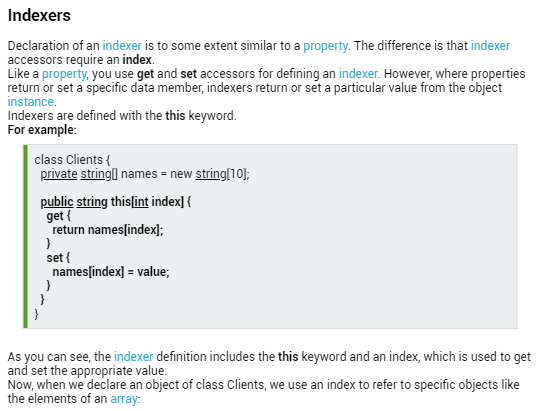 Indexers
Declaration of an indexer is to some extent similar to a property. The difference is that indexer
accessors require an index.
Like a property, you use get and set accessors for defining an indexer. However, where properties
return or set a specific data member, indexers return or set a particular value from the object
instance.
Indexers are defined with the this keyword.
For example:
class Clients {
private string[] names = new string[10];
public string this[int index] {
get {
return names[index];
}
set {
names[index] = value;
}
}
}
As you can see, the indexer definition includes the this keyword and an index, which is used to get
and set the appropriate value.
Now, when we declare an object of class Clients, we use an index to refer to specific objects like
the elements of an array: